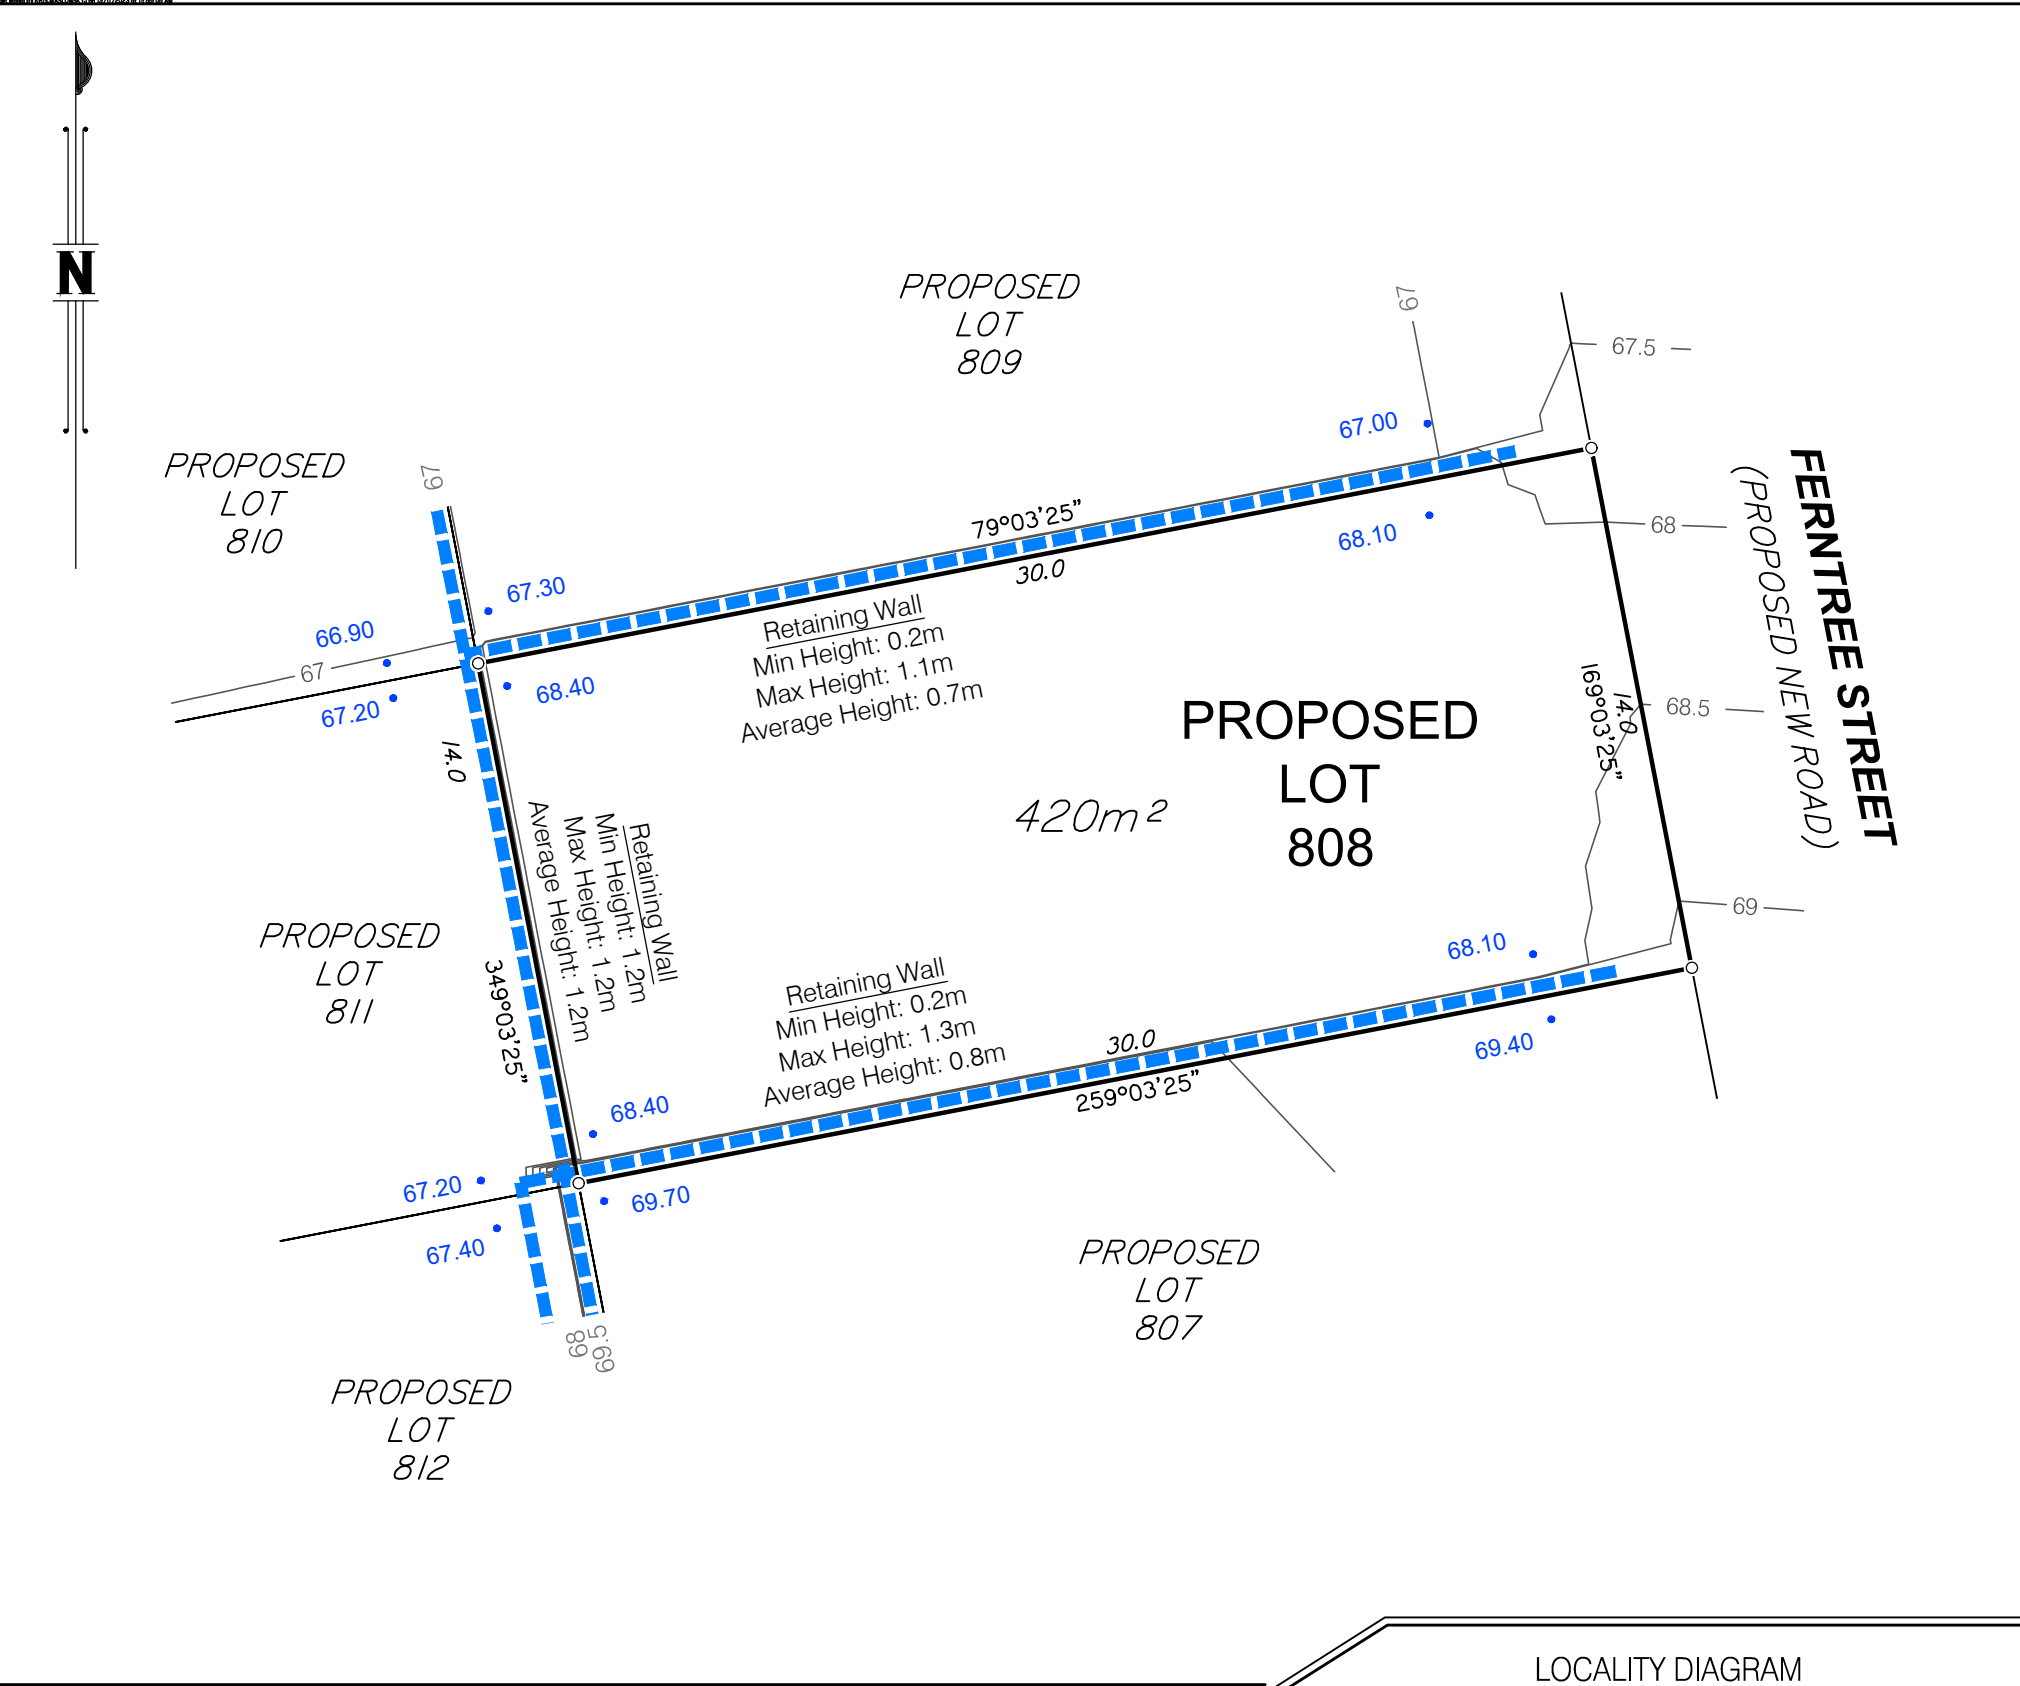 N
PROPOSED
LOT
809
67
67.5
67.00
PROPOSED
LOT
810
67
FERNTREE STREET
(PROPOSED NEW ROAD)
79°03'25"
30.0
68.10
68
67.30
66.90
67
67.20
68.40
Retaining Wall
Min Height: 0.2m
Max Height: 1.1m
Average Height: 0.7m
14.0
349°03'25"
PROPOSED
LOT
808
420m²
169°03'25"
14.0
68.5
69
Retaining Wall
Min Height: 1.2m
Max Height: 1.2m
Average Height: 1.2m
PROPOSED
LOT
811
68.10
69.40
Retaining Wall
Min Height: 0.2m
Max Height: 1.3m
Average Height: 0.8m
30.0
259°03'25"
68.40
67.20
69.70
67.40
PROPOSED
LOT
807
68
69.5
PROPOSED
LOT
812
LOCALITY DIAGRAM